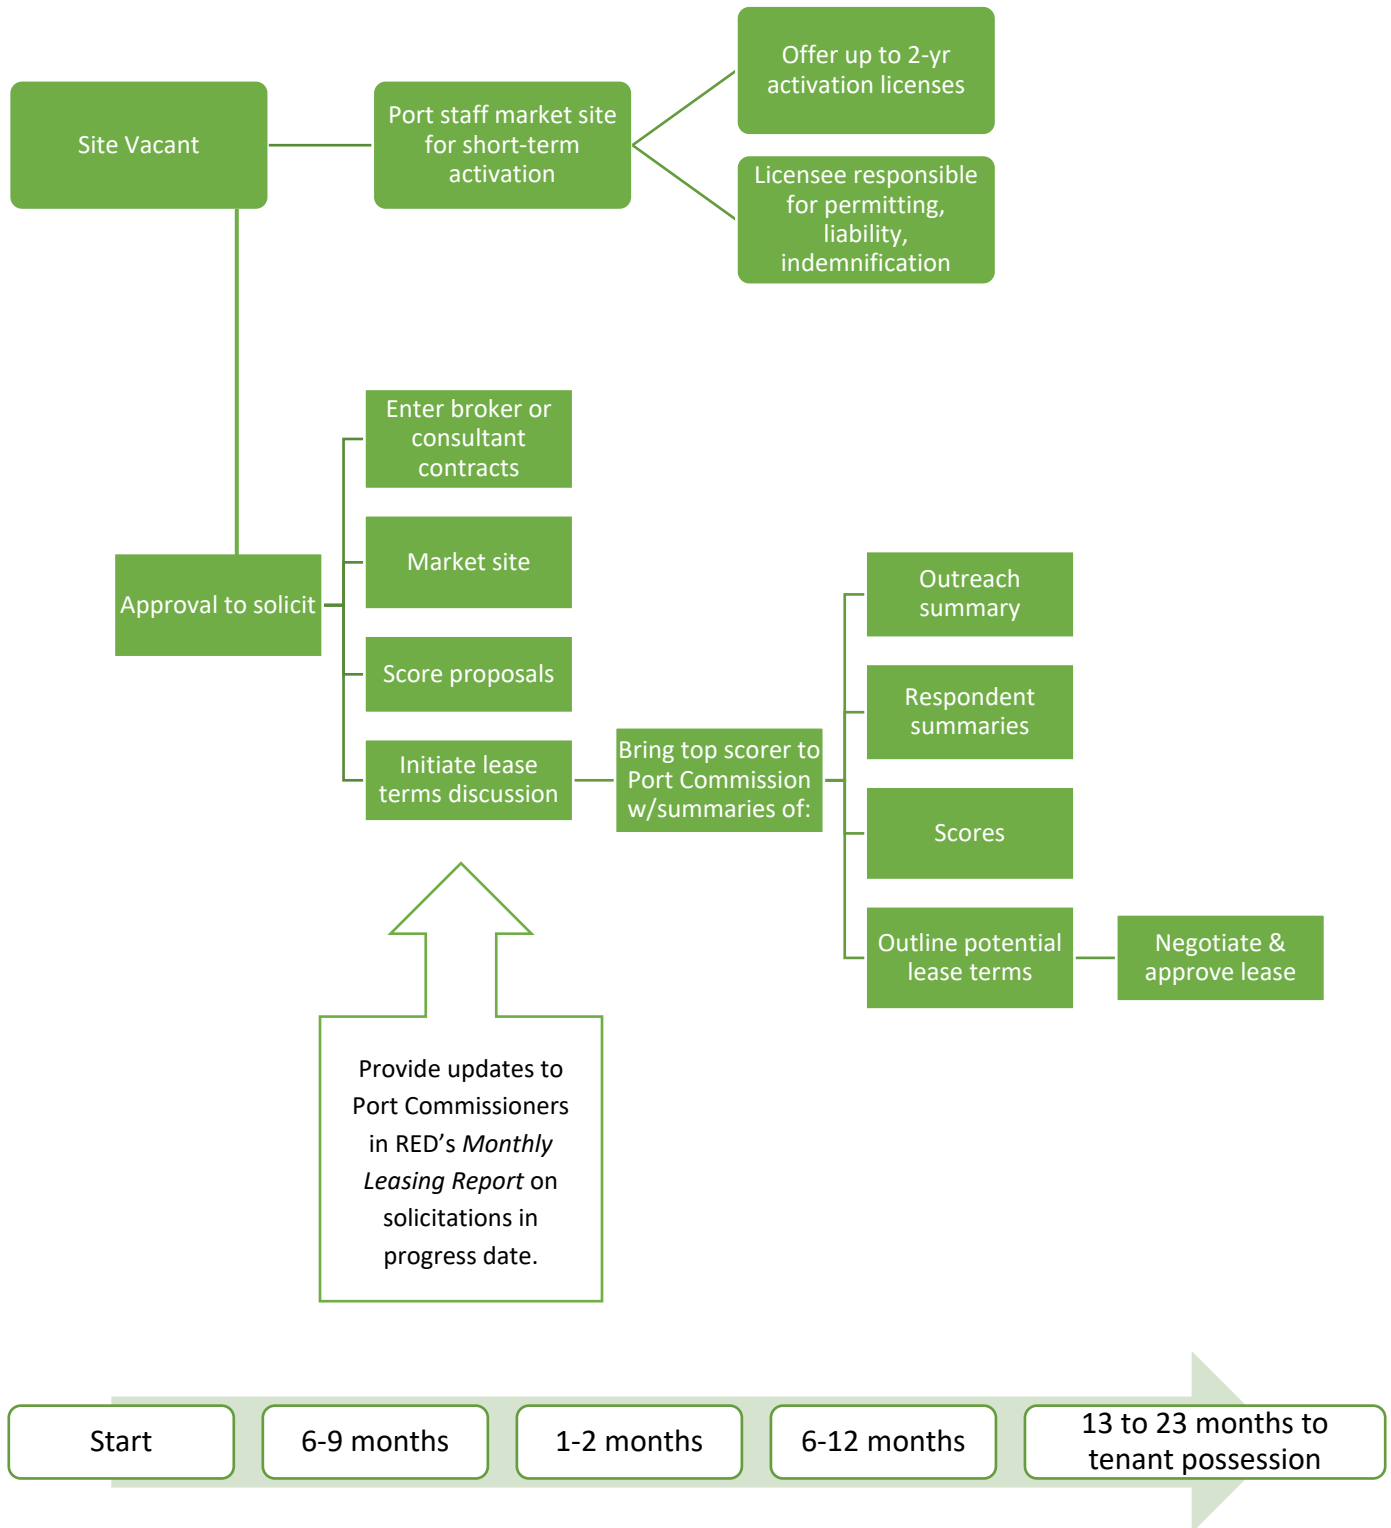 Offer up to 2-yr
activation licenses
Site Vacant
Port staff market site
for short-term
activation
Licensee responsible
for permitting,
liability,
indemnification
Enter broker or
consultant
contracts
Market site
Approval to solicit
Score proposals
Initiate lease
terms discussion
Bring top scorer to
Port Commission
w/summaries of:
Outreach
summary
Respondent
summaries
Scores
Outline potential
lease terms
Negotiate &
approve lease
Provide updates to
Port Commissioners
in RED’s Monthly
Leasing Report on
solicitations in
progress date.
Start
6-9 months
1-2 months
6-12 months
13 to 23 months to
tenant possession